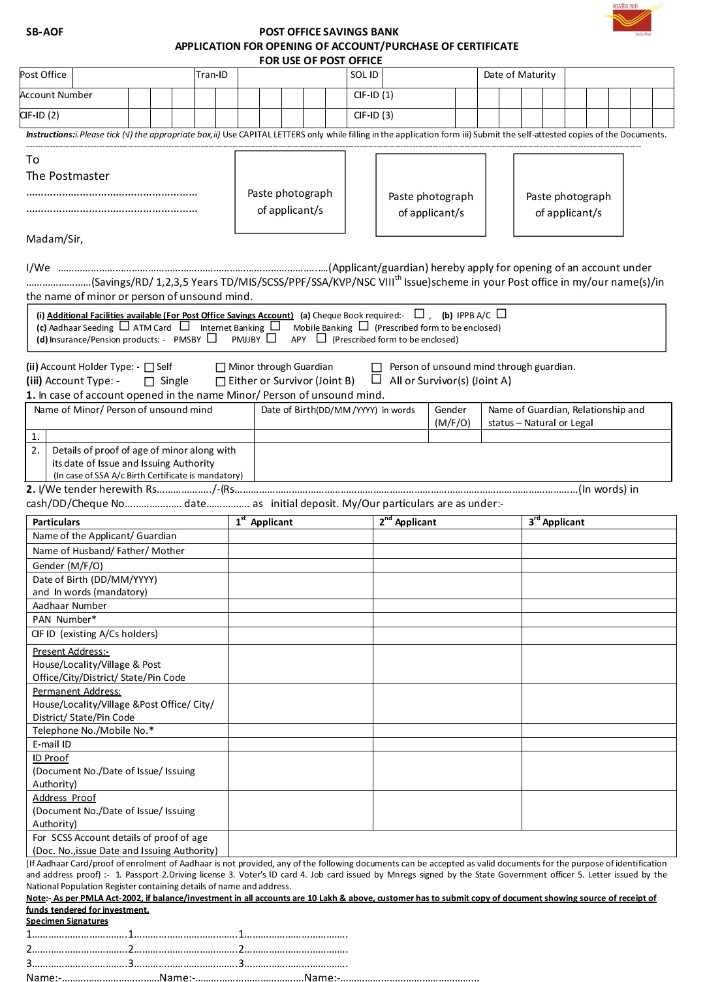 SB-AOF
POST OFFICE SAVINGS BANK
APPLICATION FOR OPENING OF ACCOUNT/PURCHASE OF CERTIFICATE
FOR USE OF POST OFFICE
Post Office Tran-ID SOL ID Date of Maturity
Account Number CIF-ID (1)
CIF-ID (2) CIF-ID (3)
Instructions:i.Please tick (√) the appropriate box,ii) Use CAPITAL LETTERS only while filling in the application form iii) Submit the self-attested copies of the Documents.
To
The Postmaster
……………………………………………………
……………………………………………………
Paste photograph
of applicant/s
Paste photograph
of applicant/s
Paste photograph
of applicant/s
Madam/Sir,
I/We ……………………………………………………………………………….(Applicant/guardian) hereby apply for opening of an account under
………………….(Savings/RD/ 1,2,3,5 Years TD/MIS/SCSS/PPF/SSA/KVP/NSC VIIIth Issue)scheme in your Post office in my/our name(s)/in
the name of minor or person of unsound mind.
(i) Additional Facilities available (For Post Office Savings Account) (a) Cheque Book required:- ☐ , (b) IPPB A/C ☐
(c) Aadhaar Seeding ☐ ATM Card ☐ Internet Banking ☐ Mobile Banking ☐ (Prescribed form to be enclosed)
(d) Insurance/Pension products: - PMSBY ☐ PMJJBY ☐ APY ☐ (Prescribed form to be enclosed)
(ii) Account Holder Type: - ☐ Self ☐ Minor through Guardian ☐ Person of unsound mind through guardian.
(iii) Account Type: - ☐ Single ☐ Either or Survivor (Joint B) ☐ All or Survivor(s) (Joint A)
1. In case of account opened in the name Minor/ Person of unsound mind.
Name of Minor/ Person of unsound mind Date of Birth(DD/MM /YYYY) in words Gender (M/F/O) Name of Guardian, Relationship and status – Natural or Legal
1.
2. Details of proof of age of minor along with
its date of Issue and Issuing Authority
(In case of SSA A/c Birth Certificate is mandatory)
2. I/We tender herewith Rs………………./-(Rs…………………………………………………………………………………………………………(In words) in
cash/DD/Cheque No……………….. date…………… as initial deposit. My/Our particulars are as under:-
Particulars 1st Applicant 2nd Applicant 3rd Applicant
Name of the Applicant/ Guardian
Name of Husband/ Father/ Mother
Gender (M/F/O)
Date of Birth (DD/MM/YYYY)
and In words (mandatory)
Aadhaar Number
PAN Number*
CIF ID (existing A/Cs holders)
Present Address:-
House/Locality/Village & Post
Office/City/District/ State/Pin Code
Permanent Address:
House/Locality/Village &Post Office/ City/
District/ State/Pin Code
Telephone No./Mobile No.*
E-mail ID
ID Proof
(Document No./Date of Issue/ Issuing
Authority)
Address Proof
(Document No./Date of Issue/ Issuing
Authority)
For SCSS Account details of proof of age
(Doc. No.,issue Date and Issuing Authority)
(If Aadhaar Card/proof of enrolment of Aadhaar is not provided, any of the following documents can be accepted as valid documents for the purpose of identification
and address proof) :- 1. Passport 2.Driving license 3. Voter's ID card 4. Job card issued by Mnregs signed by the State Government officer 5. Letter issued by the
National Population Register containing details of name and address.
Note:- As per PMLA Act-2002, if balance/investment in all accounts are 10 Lakh & above, customer has to submit copy of document showing source of receipt of
funds tendered for investment.
Specimen Signatures
1…………………………….1……………………………….1……………………………….
2…………………………….2……………………………….2……………………………….
3…………………………….3……………………………….3……………………………….
Name:-……………………………Name:-……………………………….Name:-…………………………………………